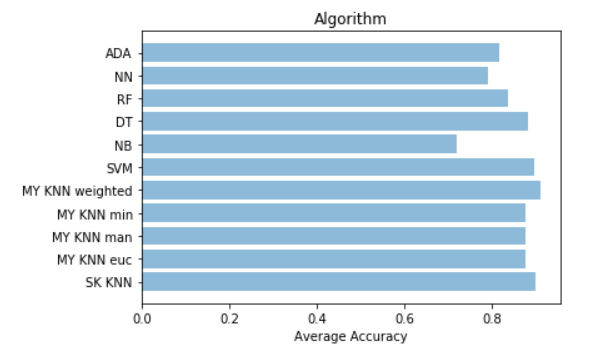 Algorithm
ADA
NN
RF
DT
NB
SVM
MY KNN weighted
MY KNN min
MY KNN man
MY KNN euc
SK KNN
0.0 0.2 0.4 0.6 0.8
Average Accuracy